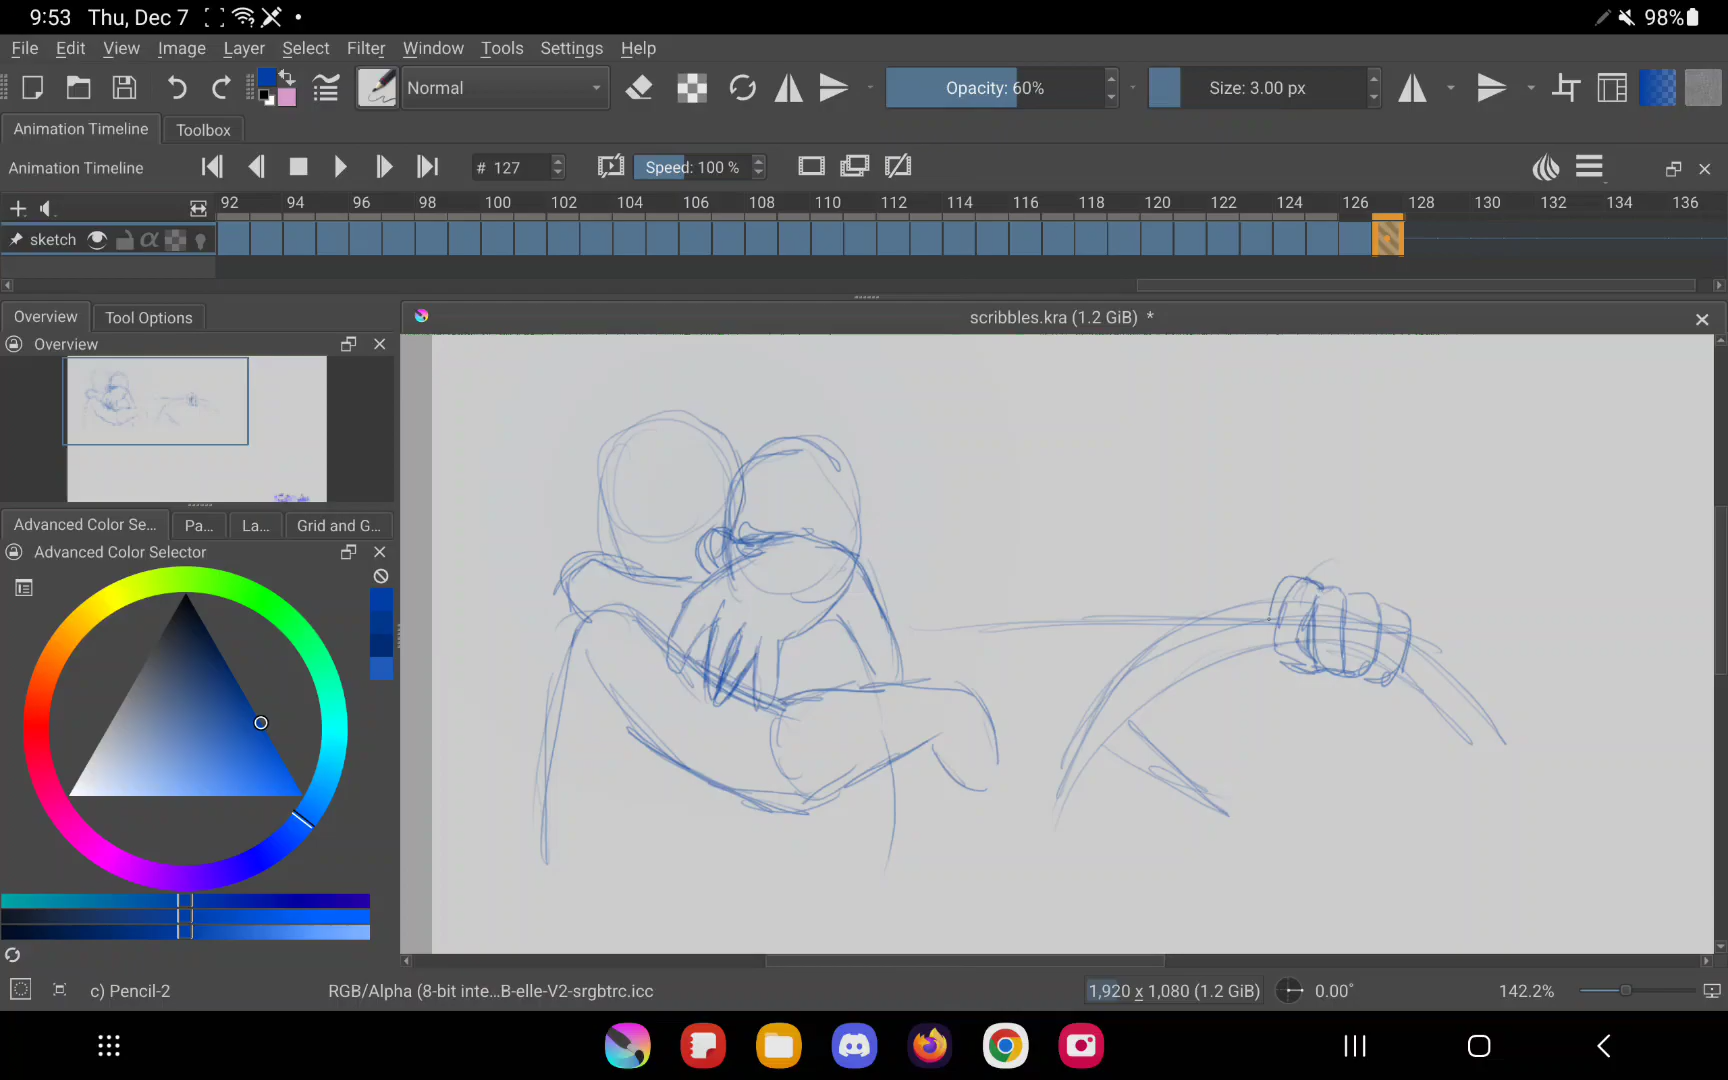 9:53 Thu, Dec 7 98%
File Edit View Image Layer Select Filter Window Tools Settings Help
Normal Opacity: 60% Size: 3.00 px
Animation Timeline Toolbox
Animation Timeline # 127 Speed: 100 %
92 94 96 98 100 102 104 106 108 110 112 114 116 118 120 122 124 126 128 130 132 134 136
sketch α
Overview Tool Options
scribbles.kra (1.2 GiB) *
Overview
Advanced Color Se... Pa... La... Grid and G...
Advanced Color Selector
c) Pencil-2 RGB/Alpha (8-bit inte...B-elle-V2-srgbtrc.icc 1,920 x 1,080 (1.2 GiB) 0.00° 142.2%